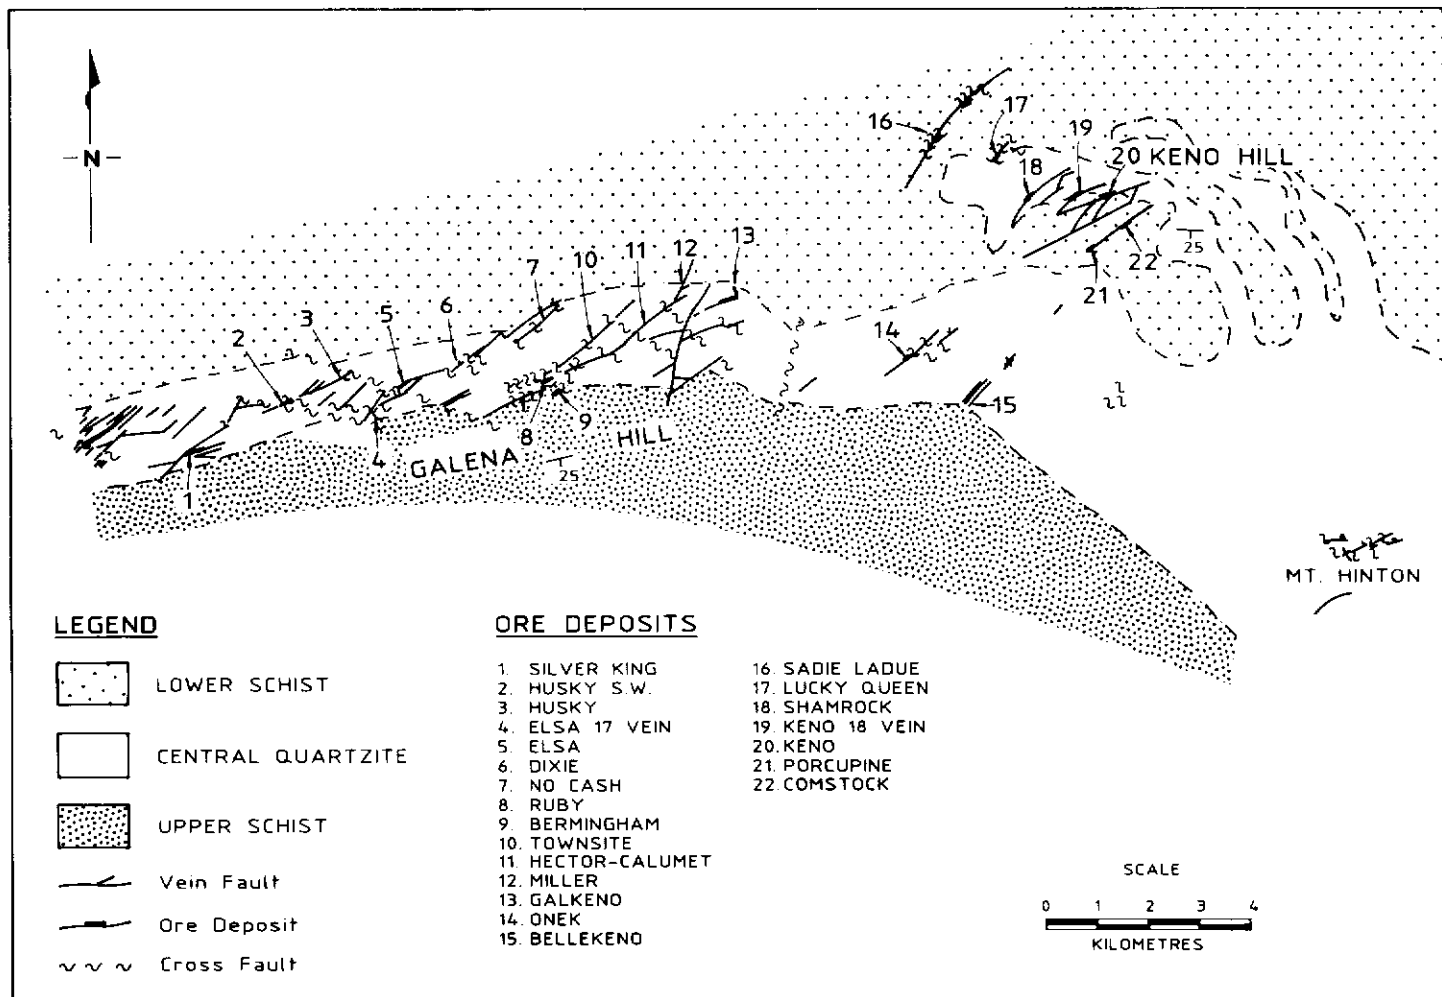 16
17
19
20 KENO HILL
N
18
22
21
25
13
12
11
10
7
6
5
3
2
14
15
4
8
9
1
GALENA HILL
25
MT. HINTON
LEGEND
LOWER SCHIST
CENTRAL QUARTZITE
UPPER SCHIST
Vein Fault
Ore Deposit
Cross Fault
ORE DEPOSITS
1. SILVER KING
2. HUSKY S.W.
3. HUSKY
4. ELSA 17 VEIN
5. ELSA
6. DIXIE
7. NO CASH
8. RUBY
9. BERMINGHAM
10. TOWNSITE
11. HECTOR-CALUMET
12. MILLER
13. GALKENO
14. ONEK
15. BELLEKENO
16. SADIE LADUE
17. LUCKY QUEEN
18. SHAMROCK
19. KENO 18 VEIN
20. KENO
21. PORCUPINE
22. COMSTOCK
SCALE
0 1 2 3 4
KILOMETRES